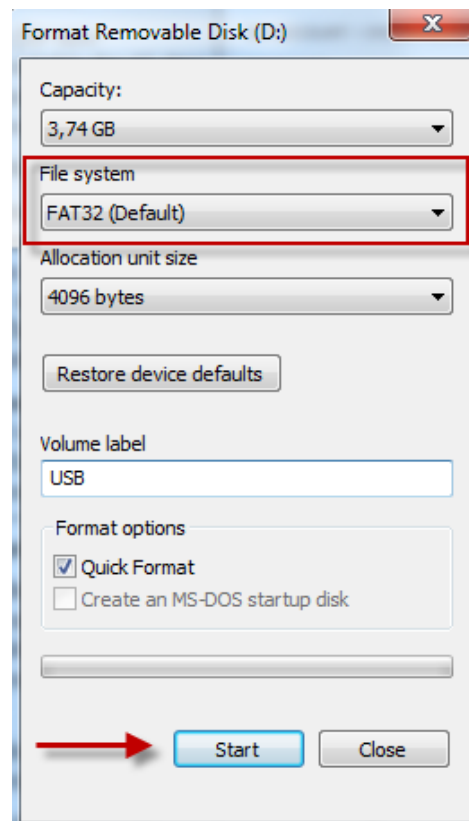 Format Removable Disk (D:)
Capacity:
3,74 GB
File system
FAT32 (Default)
Allocation unit size
4096 bytes
Restore device defaults
Volume label
USB
Format options
Quick Format
Create an MS-DOS startup disk
Start Close